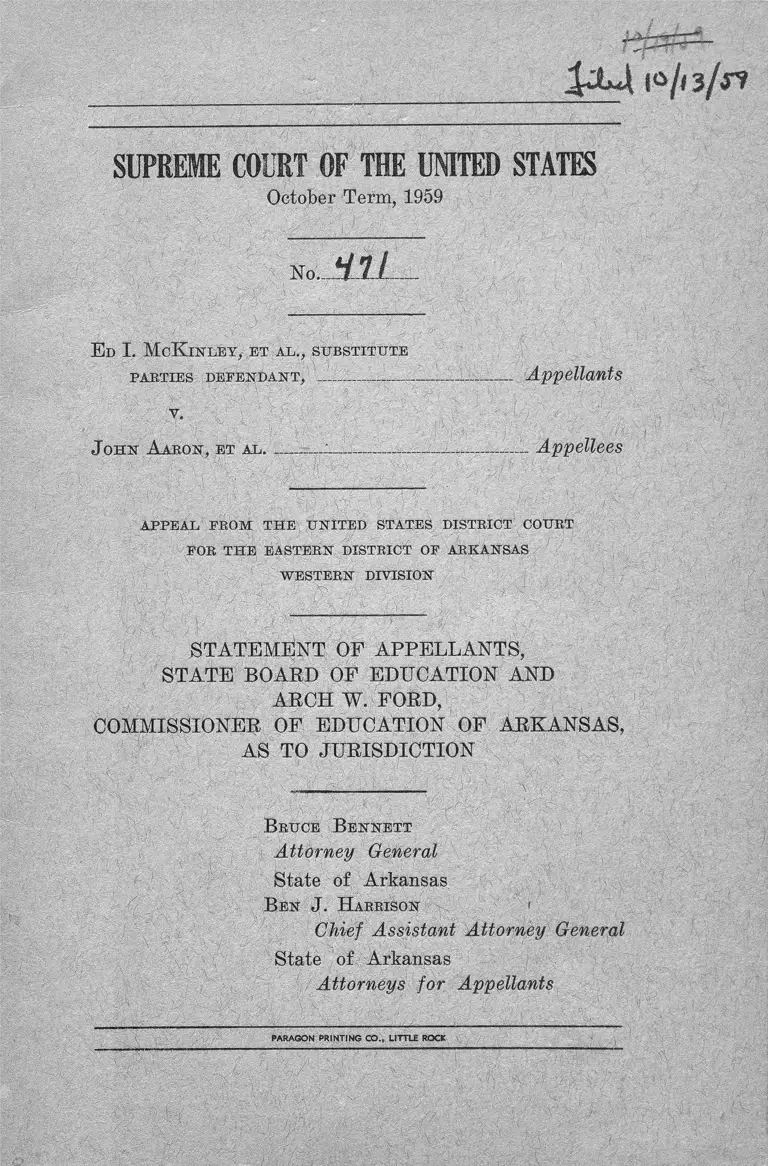 Filed 10/13/59
SUPREME COURT OF THE UNITED STATES
October Term, 1959
No. 471
ED I. MCKINLEY, ET AL., SUBSTITUTE
PARTIES DEFENDANT, Appellants
v.
JOHN AARON, ET AL. Appellees
APPEAL FROM THE UNITED STATES DISTRICT COURT
FOR THE EASTERN DISTRICT OF ARKANSAS
WESTERN DIVISION
STATEMENT OF APPELLANTS,
STATE BOARD OF EDUCATION AND
ARCH W. FORD,
COMMISSIONER OF EDUCATION OF ARKANSAS,
AS TO JURISDICTION
BRUCE BENNETT
Attorney General
State of Arkansas
BEN J. HARRISON
Chief Assistant Attorney General
State of Arkansas
Attorneys for Appellants
PARAGON PRINTING CO., LITTLE ROCK